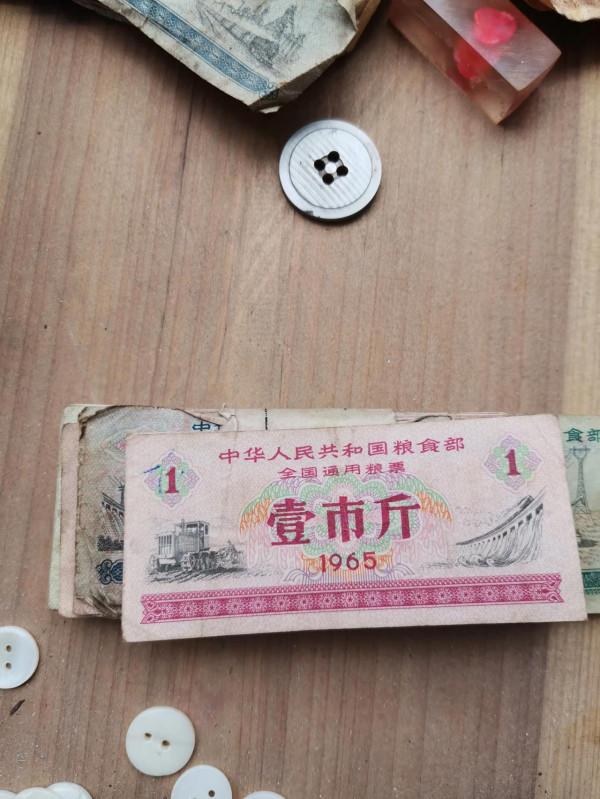 中华人民共和国粮食部
全国通用粮票
1
1
壹市斤
1965
食部